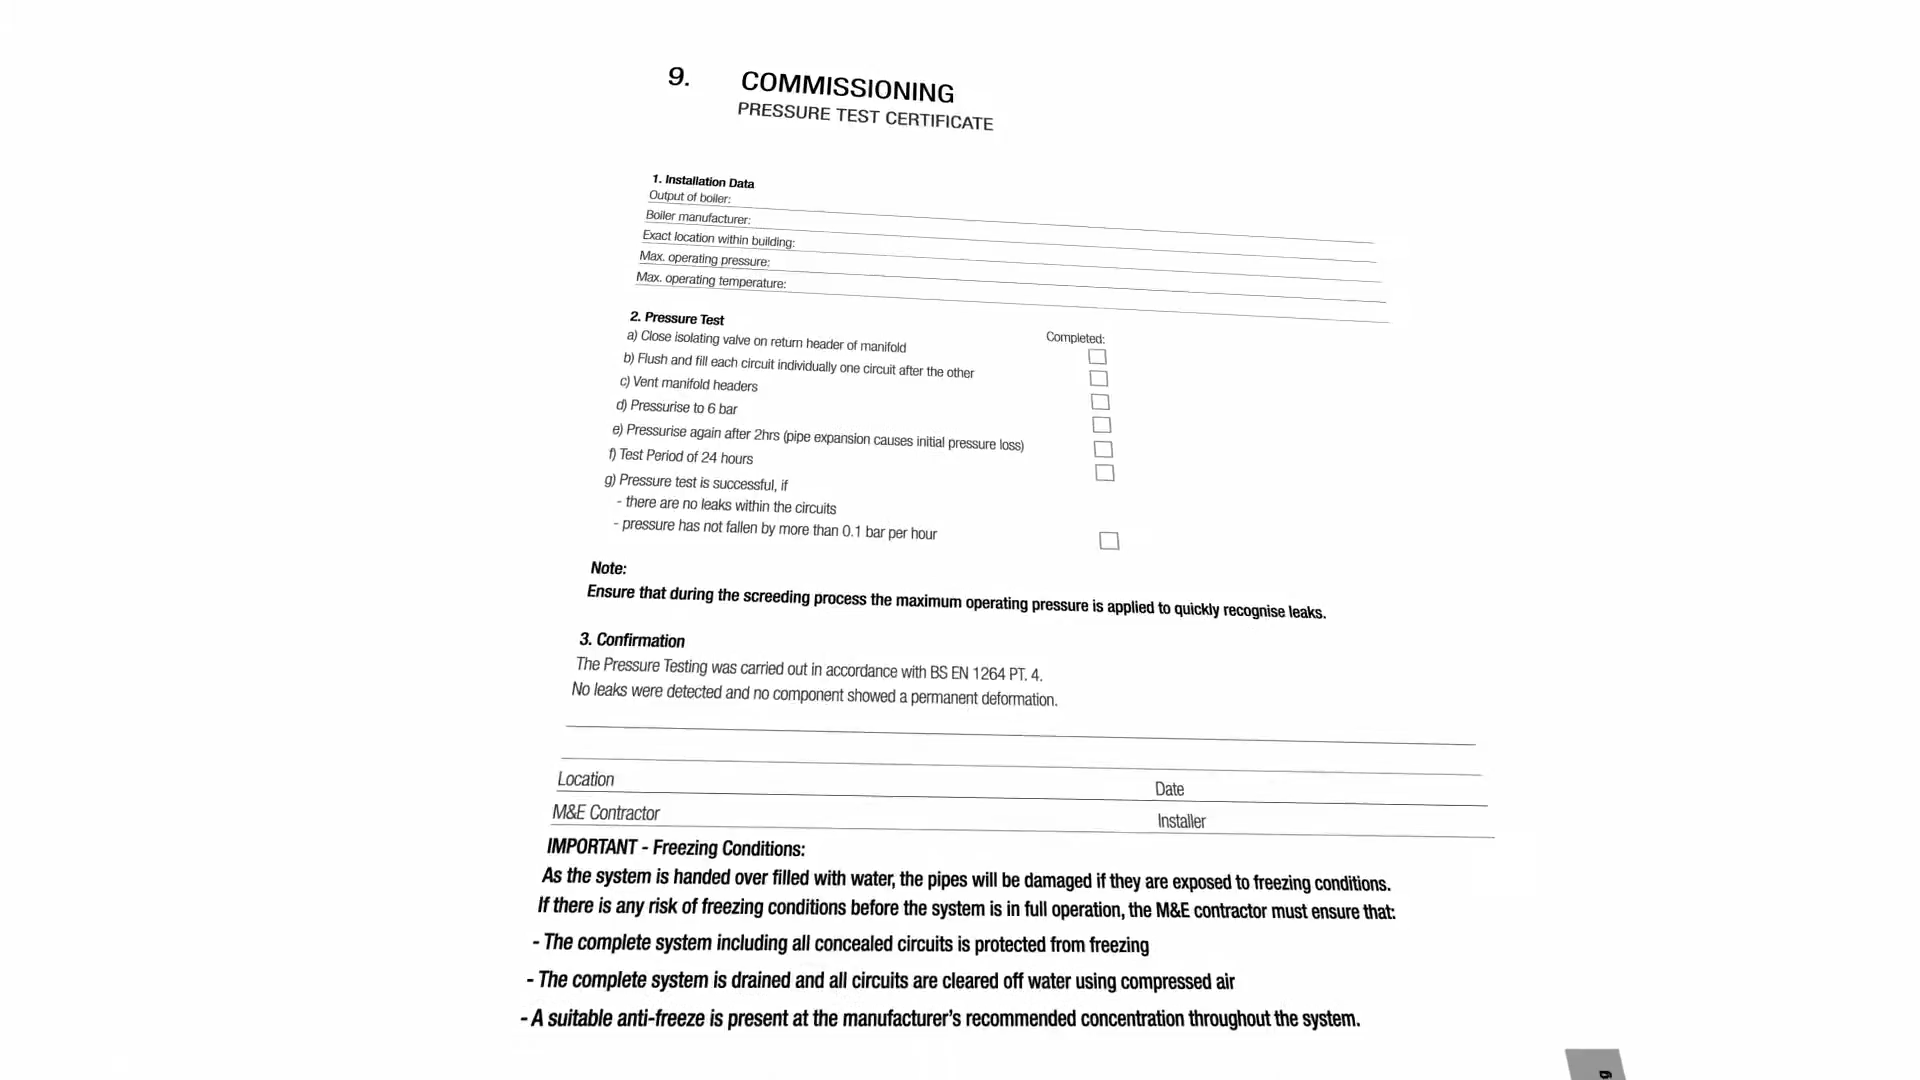 9. COMMISSIONING
PRESSURE TEST CERTIFICATE
1. Installation Data
Output of boiler:
Boiler manufacturer:
Exact location within building:
Max. operating pressure:
Max. operating temperature:
2. Pressure Test
Completed:
a) Close isolating valve on return header of manifold
b) Flush and fill each circuit individually one circuit after the other
c) Vent manifold headers
d) Pressurise to 6 bar
e) Pressurise again after 2hrs (pipe expansion causes initial pressure loss)
f) Test Period of 24 hours
g) Pressure test is successful, if
- there are no leaks within the circuits
- pressure has not fallen by more than 0.1 bar per hour
Note:
Ensure that during the screeding process the maximum operating pressure is applied to quickly recognise leaks.
3. Confirmation
The Pressure Testing was carried out in accordance with BS EN 1264 PT. 4.
No leaks were detected and no component showed a permanent deformation.
Location Date
M&E Contractor Installer
IMPORTANT - Freezing Conditions:
As the system is handed over filled with water, the pipes will be damaged if they are exposed to freezing conditions.
If there is any risk of freezing conditions before the system is in full operation, the M&E contractor must ensure that:
- The complete system including all concealed circuits is protected from freezing
- The complete system is drained and all circuits are cleared off water using compressed air
- A suitable anti-freeze is present at the manufacturer's recommended concentration throughout the system.